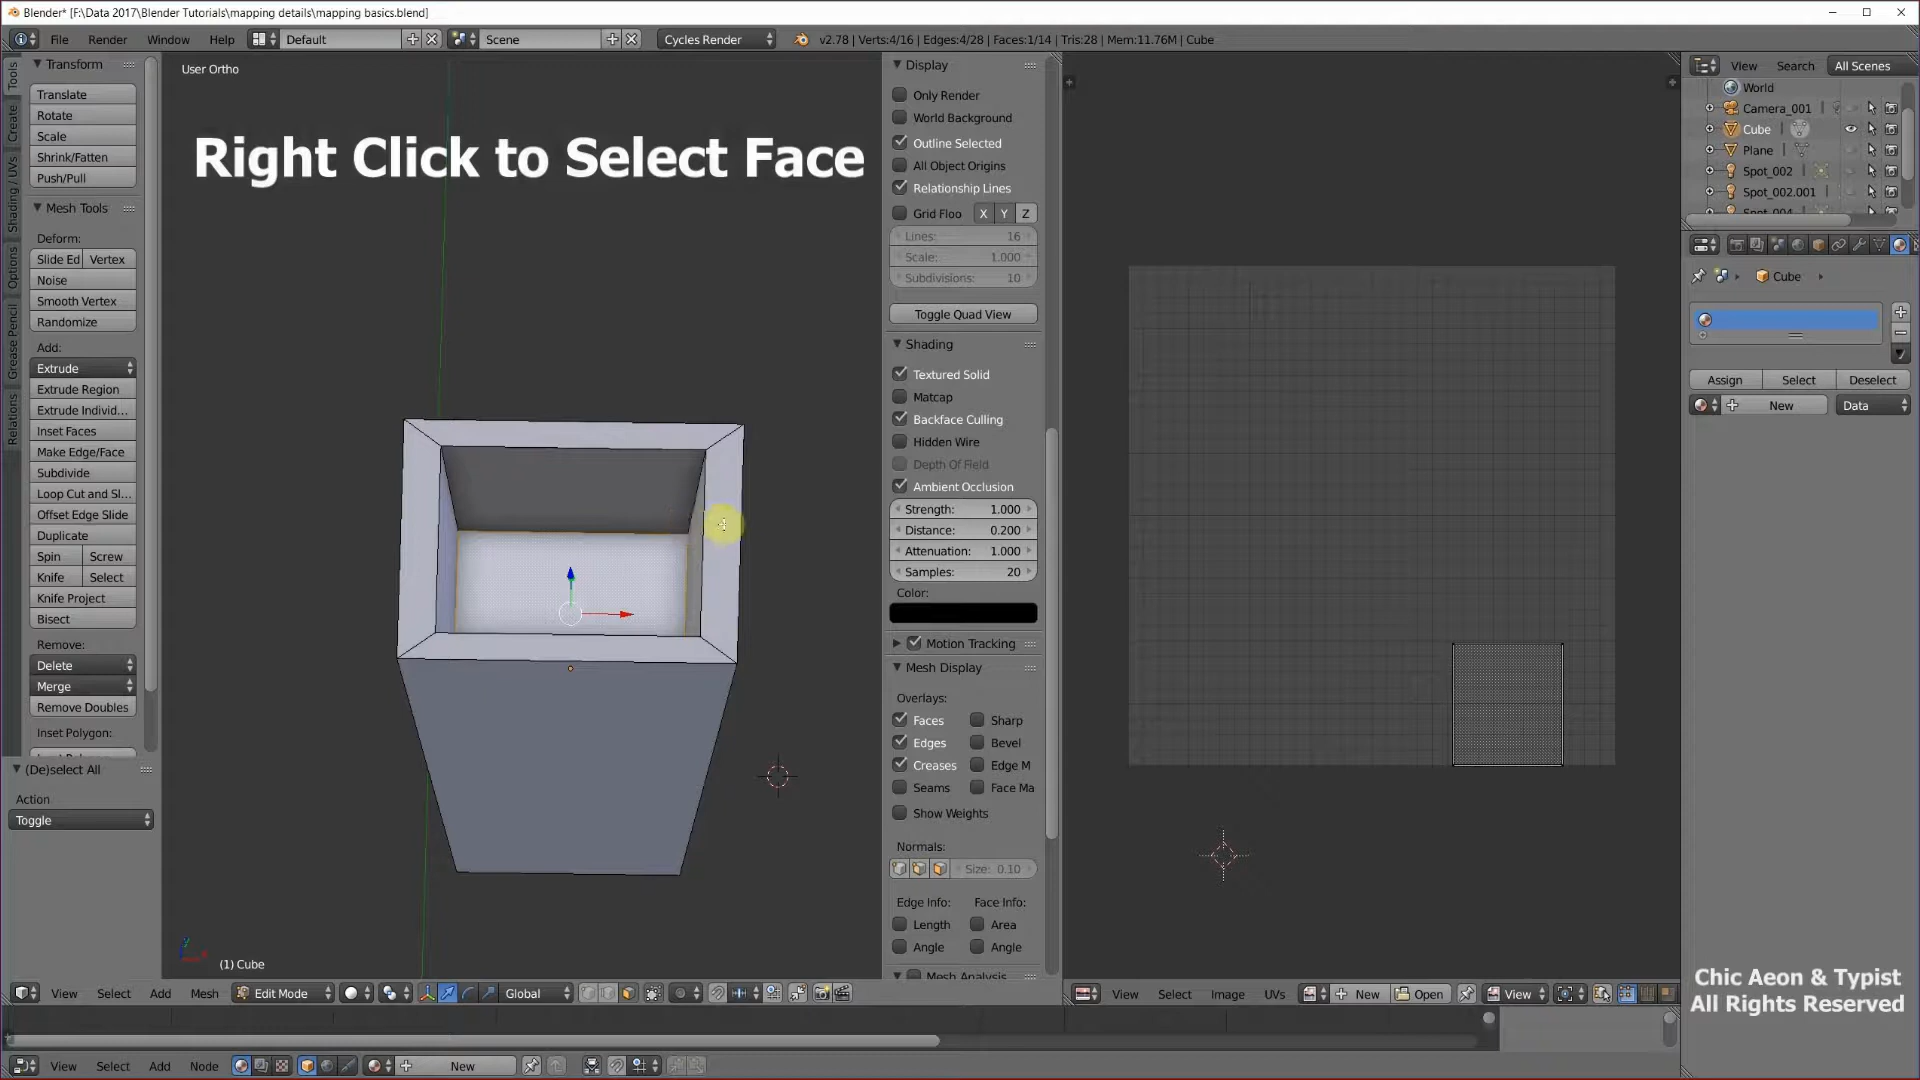 Blender* [F:\Data 2017\Blender Tutorials\mapping details\mapping basics.blend]
File Render Window Help Default Scene Cycles Render v2.78 | Verts:4/16 | Edges:4/28 | Faces:1/14 | Tris:28 | Mem:11.76M | Cube
Tools
Create
Shading / UVs
Options
Grease Pencil
Relations
Transform
Translate
Rotate
Scale
Shrink/Fatten
Push/Pull
Mesh Tools
Deform:
Slide Ed Vertex
Noise
Smooth Vertex
Randomize
Add:
Extrude
Extrude Region
Extrude Individ...
Inset Faces
Make Edge/Face
Subdivide
Loop Cut and Sl...
Offset Edge Slide
Duplicate
Spin Screw
Knife Select
Knife Project
Bisect
Remove:
Delete
Merge
Remove Doubles
Inset Polygon:
(De)select All
Action
Toggle
User Ortho
Right Click to Select Face
(1) Cube
Display
Only Render
World Background
Outline Selected
All Object Origins
Relationship Lines
Grid Floo X Y Z
Lines: 16
Scale: 1.000
Subdivisions: 10
Toggle Quad View
Shading
Textured Solid
Matcap
Backface Culling
Hidden Wire
Depth Of Field
Ambient Occlusion
Strength: 1.000
Distance: 0.200
Attenuation: 1.000
Samples: 20
Color:
Motion Tracking
Mesh Display
Overlays:
Faces Sharp
Edges Bevel
Creases Edge M
Seams Face Ma
Show Weights
Normals:
Size: 0.10
Edge Info: Face Info:
Length Area
Angle Angle
Mesh Analysis
View Search All Scenes
World
Camera_001
Cube
Plane
Spot_002
Spot_002.001
Spot_004
Cube
Assign Select Deselect
New Data
Chic Aeon & Typist
All Rights Reserved
View Select Add Mesh Edit Mode Global
View Select Image UVs New Open View
View Select Add Node New